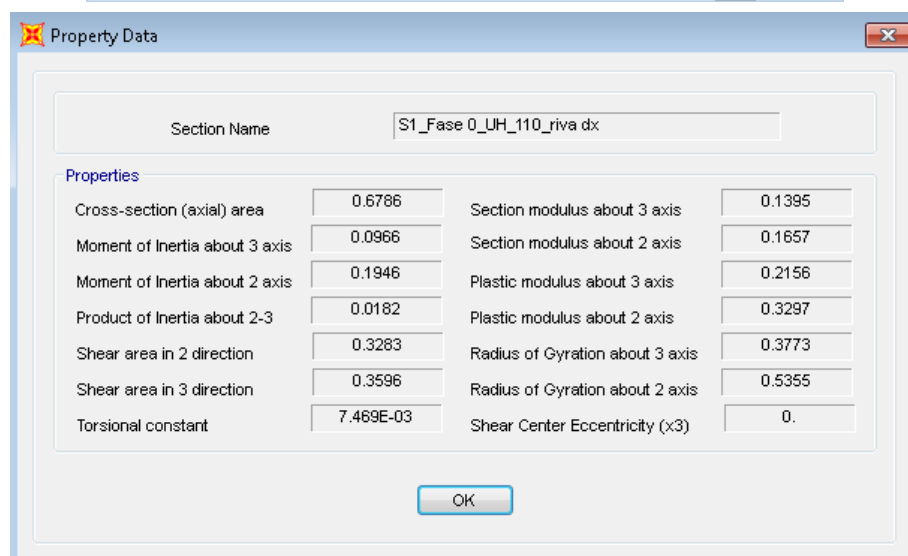 Property Data
Section Name S1_Fase 0_UH_110_riva dx
Properties
Cross-section (axial) area 0.6786 Section modulus about 3 axis 0.1395
Moment of Inertia about 3 axis 0.0966 Section modulus about 2 axis 0.1657
Moment of Inertia about 2 axis 0.1946 Plastic modulus about 3 axis 0.2156
Product of Inertia about 2-3 0.0182 Plastic modulus about 2 axis 0.3297
Shear area in 2 direction 0.3283 Radius of Gyration about 3 axis 0.3773
Shear area in 3 direction 0.3596 Radius of Gyration about 2 axis 0.5355
Torsional constant 7.469E-03 Shear Center Eccentricity (x3) 0.
OK